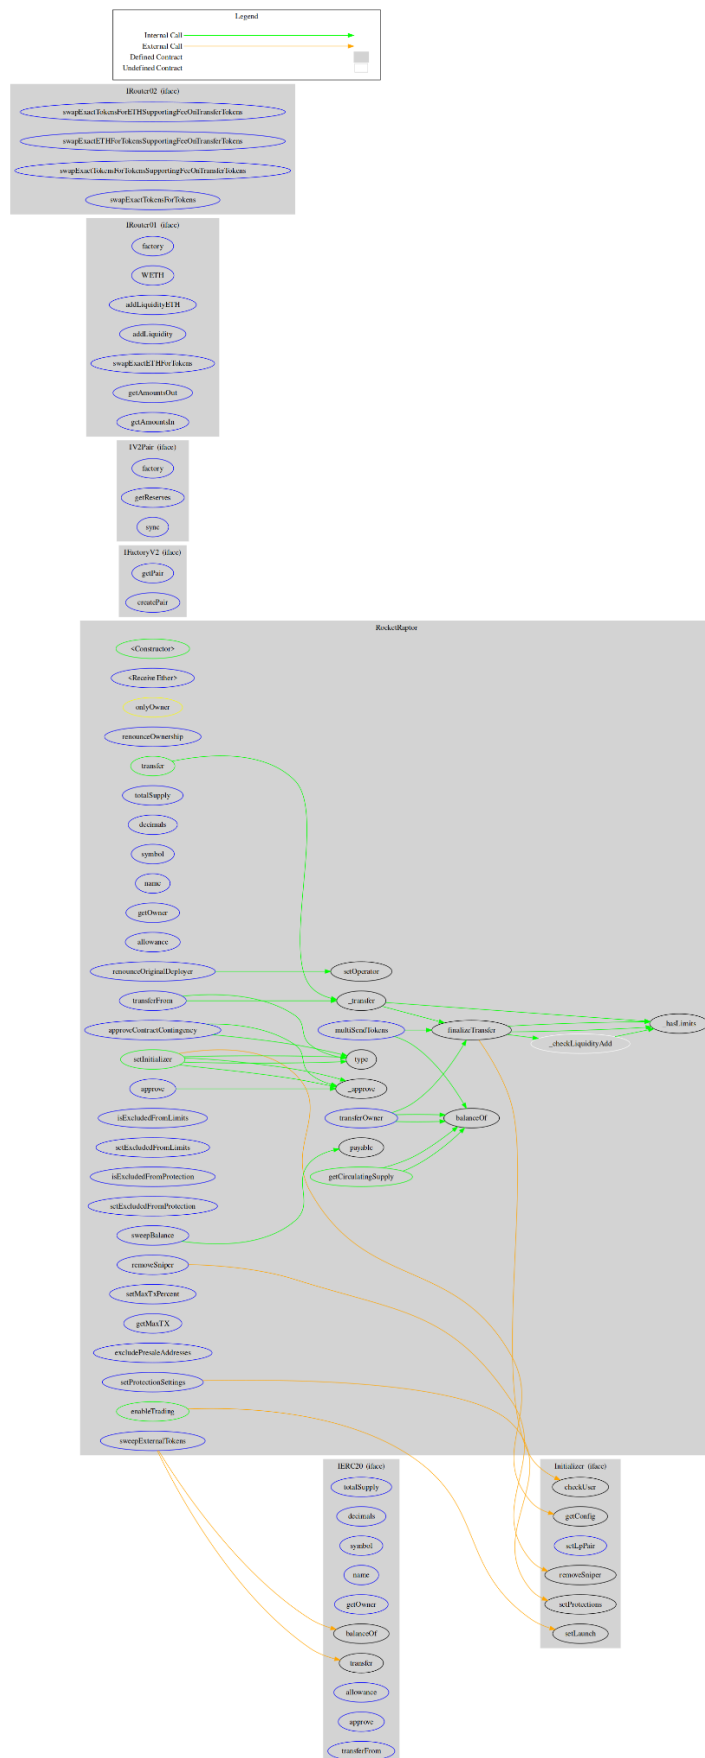 Legend
Internal Call
External Call
Defined Contract
Undefined Contract
IRouter02 (iface)
swapExactTokensForETHSupportingFeeOnTransferTokens
swapExactETHForTokensSupportingFeeOnTransferTokens
swapExactTokensForTokensSupportingFeeOnTransferTokens
swapExactTokensForTokens
IRouter01 (iface)
factory
WETH
addLiquidityETH
addLiquidity
swapExactETHForTokens
getAmountsOut
getAmountsIn
IV2Pair (iface)
factory
getReserves
sync
IFactoryV2 (iface)
getPair
createPair
RocketRaptor
<Constructor>
<Receive Ether>
onlyOwner
renounceOwnership
transfer
totalSupply
decimals
symbol
name
getOwner
allowance
renounceOriginalDeployer
setOperator
transferFrom
_transfer
hasLimits
approveContractContingency
multiSendTokens
finalizeTransfer
_checkLiquidityAdd
setInitializer
type
approve
_approve
isExcludedFromLimits
transferOwner
balanceOf
setExcludedFromLimits
payable
isExcludedFromProtection
getCirculatingSupply
setExcludedFromProtection
sweepBalance
removeSniper
setMaxTxPercent
getMaxTX
excludePresaleAddresses
setProtectionSettings
enableTrading
sweepExternalTokens
IERC20 (iface)
totalSupply
decimals
symbol
name
getOwner
balanceOf
transfer
allowance
approve
transferFrom
Initializer (iface)
checkUser
getConfig
setLpPair
removeSniper
setProtections
setLaunch